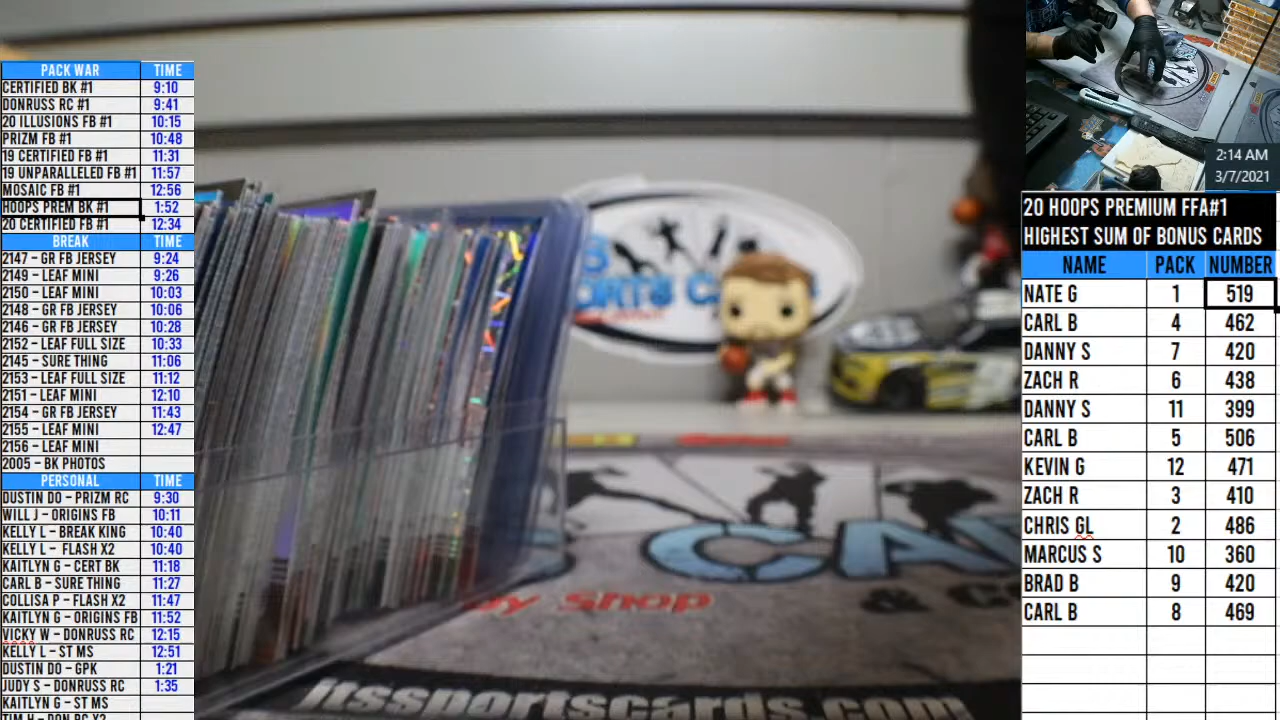 PACK WAR TIME
CERTIFIED BK #1 9:10
DONRUSS RC #1 9:41
20 ILLUSIONS FB #1 10:15
PRIZM FB #1 10:48
19 CERTIFIED FB #1 11:31
19 UNPARALLELED FB #1 11:57
MOSAIC FB #1 12:56
HOOPS PREM BK #1 1:52
20 CERTIFIED FB #1 12:34
BREAK TIME
2147 - GR FB JERSEY 9:24
2149 - LEAF MINI 9:26
2150 - LEAF MINI 10:03
2148 - GR FB JERSEY 10:06
2146 - GR FB JERSEY 10:28
2152 - LEAF FULL SIZE 10:33
2145 - SURE THING 11:06
2153 - LEAF FULL SIZE 11:12
2151 - LEAF MINI 12:10
2154 - GR FB JERSEY 11:43
2155 - LEAF MINI 12:47
2156 - LEAF MINI
2005 - BK PHOTOS
PERSONAL TIME
DUSTIN DO - PRIZM RC 9:30
WILL J - ORIGINS FB 10:11
KELLY L - BREAK KING 10:40
KELLY L - FLASH X2 10:40
KAITLYN G - CERT BK 11:18
CARL B - SURE THING 11:27
COLLISA P - FLASH X2 11:47
KAITLYN G - ORIGINS FB 11:52
VICKY W - DONRUSS RC 12:15
KELLY L - ST MS 12:51
DUSTIN DO - GPK 1:21
JUDY S - DONRUSS RC 1:35
KAITLYN G - ST MS
TIM H - DON RC X2
S
ORTS CA
S CA
y Shop
& C
itssportscards.com
2:14 AM
3/7/2021
20 HOOPS PREMIUM FFA#1
HIGHEST SUM OF BONUS CARDS
NAME PACK NUMBER
NATE G 1 519
CARL B 4 462
DANNY S 7 420
ZACH R 6 438
DANNY S 11 399
CARL B 5 506
KEVIN G 12 471
ZACH R 3 410
CHRIS GL 2 486
MARCUS S 10 360
BRAD B 9 420
CARL B 8 469